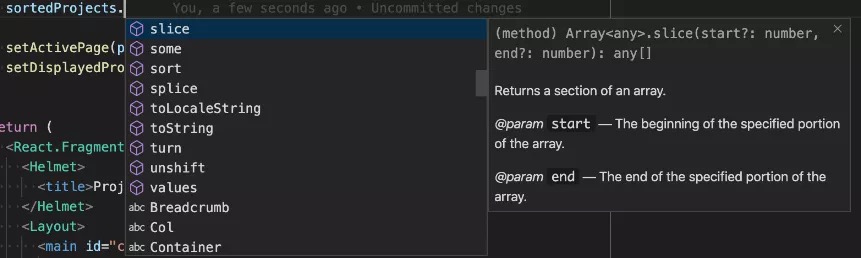 sortedProjects.
You, a few seconds ago • Uncommitted changes
setActivePage(p
setDisplayedPro
eturn (
<React.Fragment
<Helmet>
<title>Proj
</Helmet>
<Layout>
<main id="c
slice
some
sort
splice
toLocaleString
toString
turn
unshift
values
abc Breadcrumb
abc Col
abc Container
(method) Array<any>.slice(start?: number,
end?: number): any[]
Returns a section of an array.
@param start — The beginning of the specified portion
of the array.
@param end — The end of the specified portion of the
array.